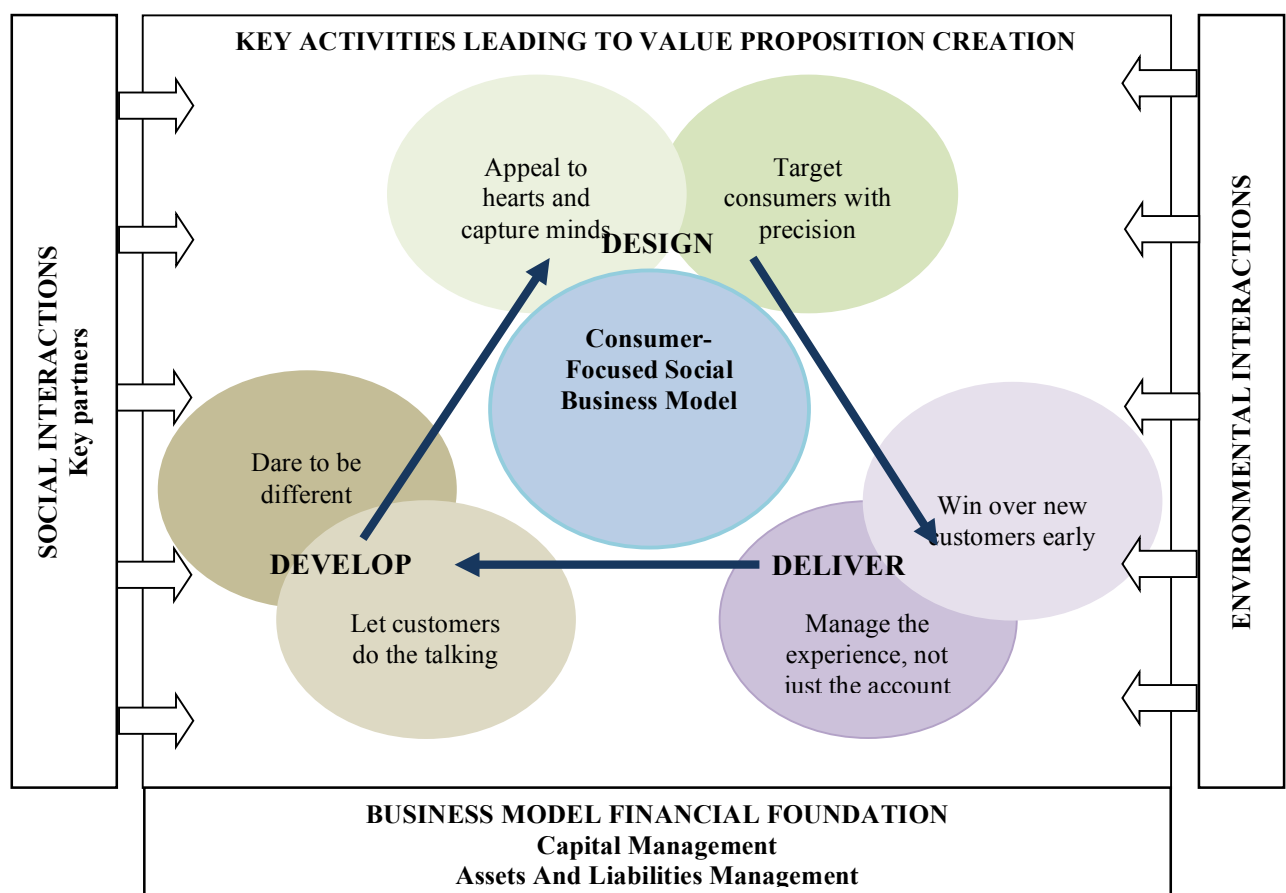 KEY ACTIVITIES LEADING TO VALUE PROPOSITION CREATION
SOCIAL INTERACTIONS
Key partners
Appeal to
hearts and
capture minds
Target
consumers with
precision
DESIGN
Consumer-
Focused Social
Business Model
Dare to be
different
DEVELOP
Let customers
do the talking
Win over new
customers early
DELIVER
Manage the
experience, not
just the account
ENVIRONMENTAL INTERACTIONS
BUSINESS MODEL FINANCIAL FOUNDATION
Capital Management
Assets And Liabilities Management